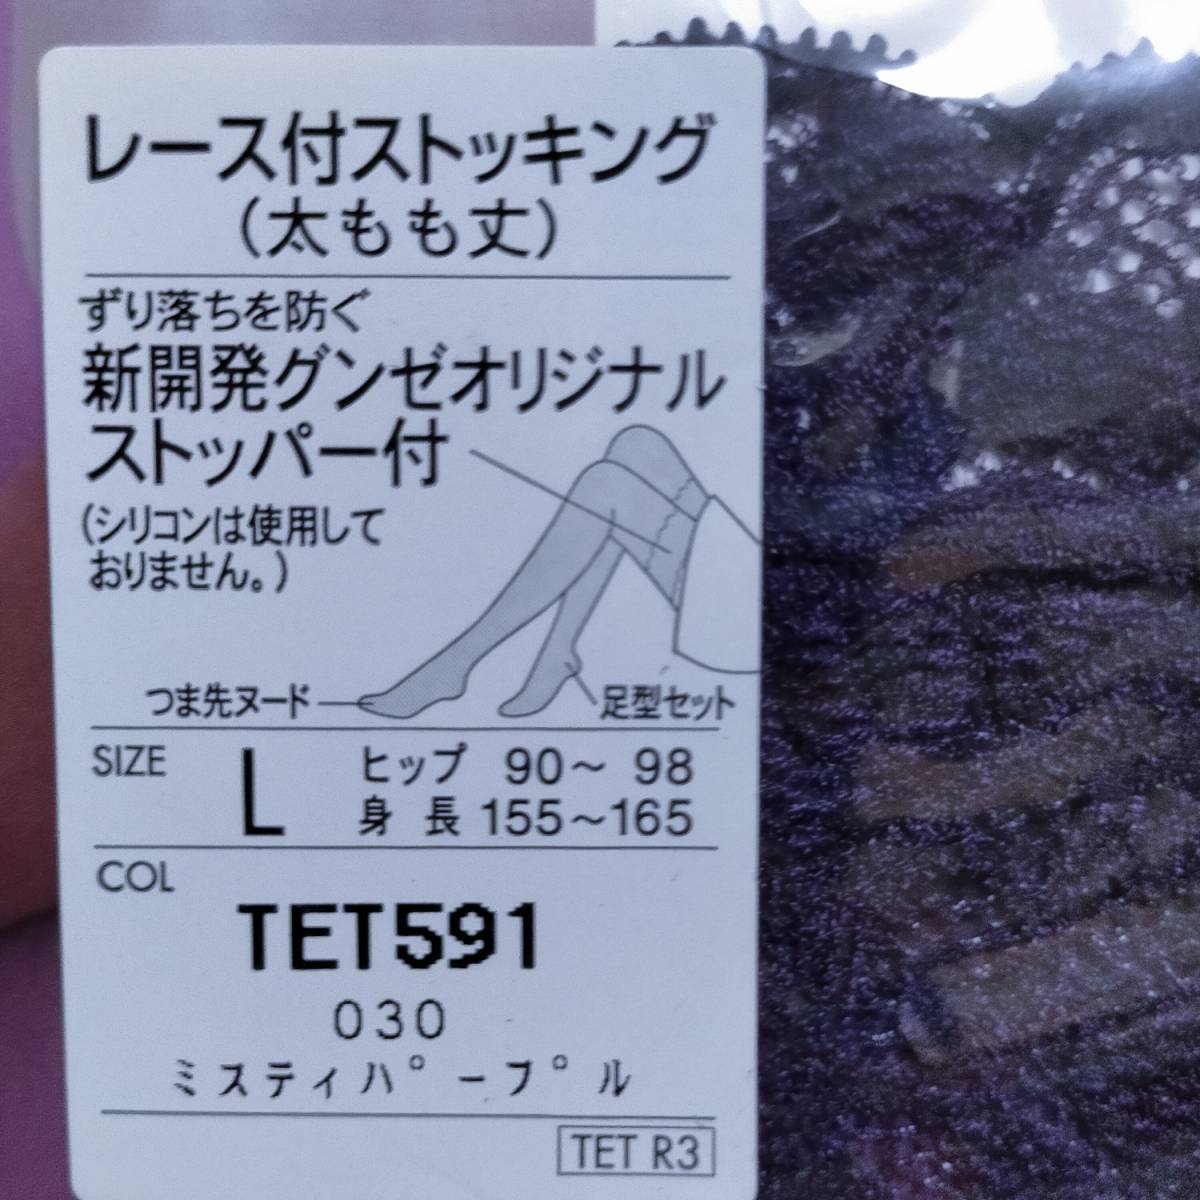 レース付ストッキング
(太もも丈)
ずり落ちを防ぐ
新開発グンゼオリジナル
ストッパー付
(シリコンは使用して
おりません。)
つま先ヌード
足型セット
SIZE L ヒップ 90～98
身長 155～165
COL
TET591
030
ミスティパープル
TET R3